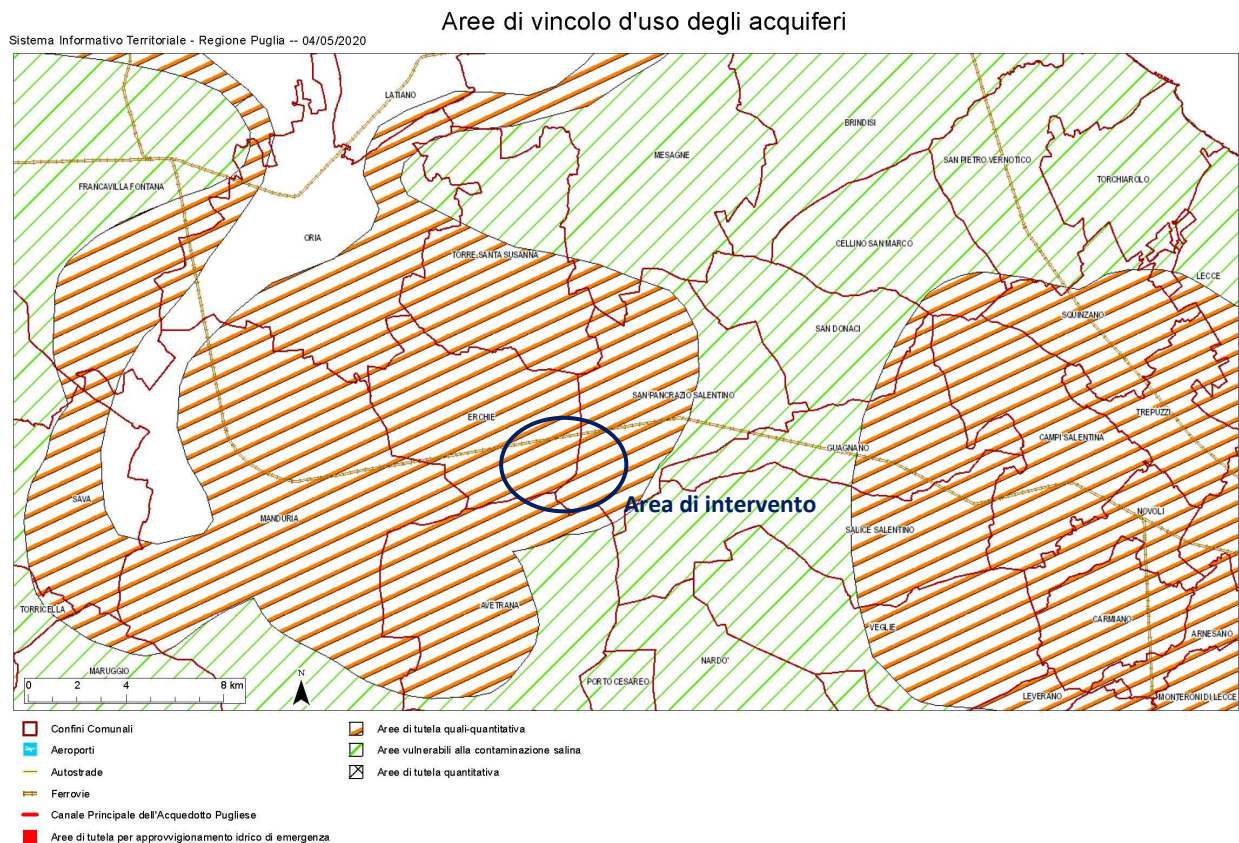 Aree di vincolo d'uso degli acquiferi
Sistema Informativo Territoriale - Regione Puglia -- 04/05/2020
LATIANO
BRINDISI
MESAGNE
SAN PIETRO VERNOTICO
TORCHIAROLO
FRANCAVILLA FONTANA
ORIA
CELLINO SAN MARCO
TORRE SANTA SUSANNA
LECCE
SQUINZANO
SAN DONACI
SAN PANCRAZIO SALENTINO
ERCHIE
TREPUZZI
CAMPI SALENTINA
GUAGNANO
SAVA
Area di intervento
NOVOLI
MANDURIA
SALICE SALENTINO
AVETRANA
TORRICELLA
CARMIANO
VEGLIE
ARNESANO
NARDO'
MARUGGIO
PORTO CESAREO
LEVERANO
MONTERONI DI LECCE
0 2 4 8 km
N
Confini Comunali
Aeroporti
Autostrade
Ferrovie
Canale Principale dell'Acquedotto Pugliese
Aree di tutela per approvvigionamento idrico di emergenza
Aree di tutela quali-quantitativa
Aree vulnerabili alla contaminazione salina
Aree di tutela quantitativa